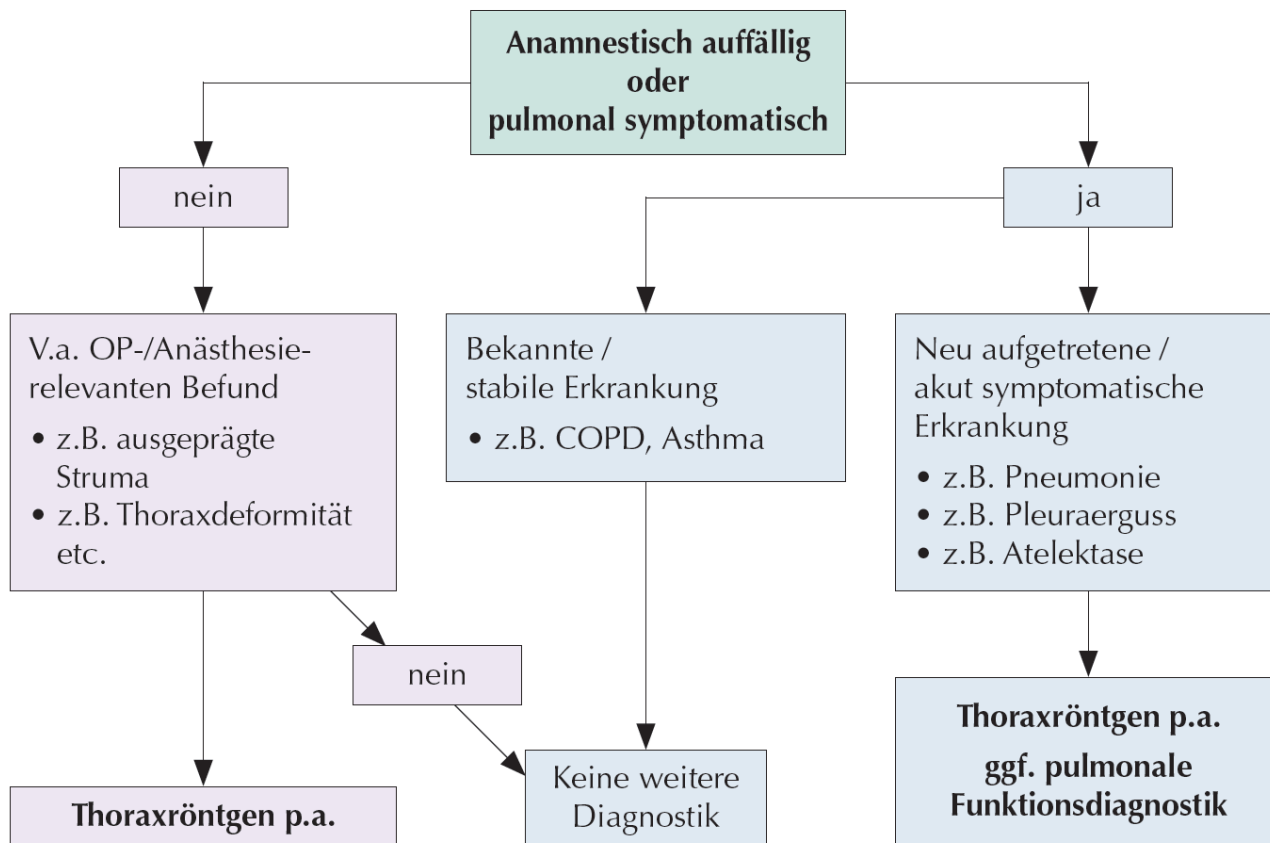 Anamnestisch auffällig
oder
pulmonal symptomatisch
nein
ja
V.a. OP-/Anästhesie-
relevanten Befund
• z.B. ausgeprägte
Struma
• z.B. Thoraxdeformität
etc.
Bekannte /
stabile Erkrankung
• z.B. COPD, Asthma
Neu aufgetretene /
akut symptomatische
Erkrankung
• z.B. Pneumonie
• z.B. Pleuraerguss
• z.B. Atelektase
nein
Thoraxröntgen p.a.
Keine weitere
Diagnostik
Thoraxröntgen p.a.
ggf. pulmonale
Funktionsdiagnostik